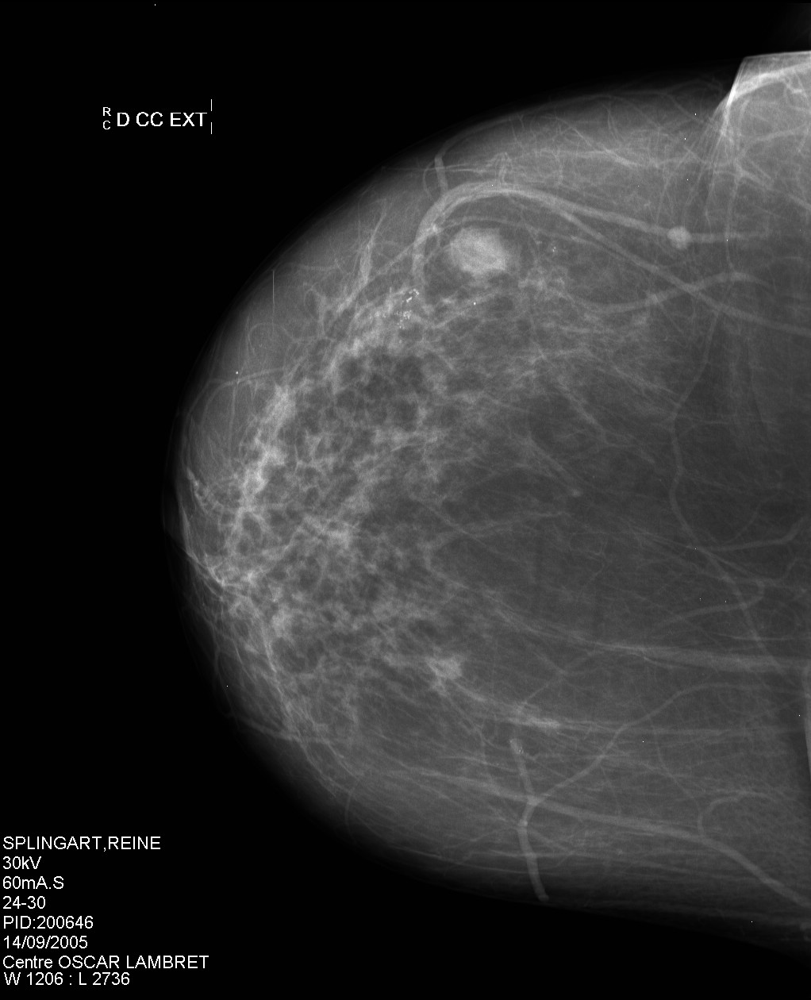 R
C D CC EXT
SPLINGART,REINE
30kV
60mA.S
24-30
PID:200646
14/09/2005
Centre OSCAR LAMBRET
W 1206 : L 2736